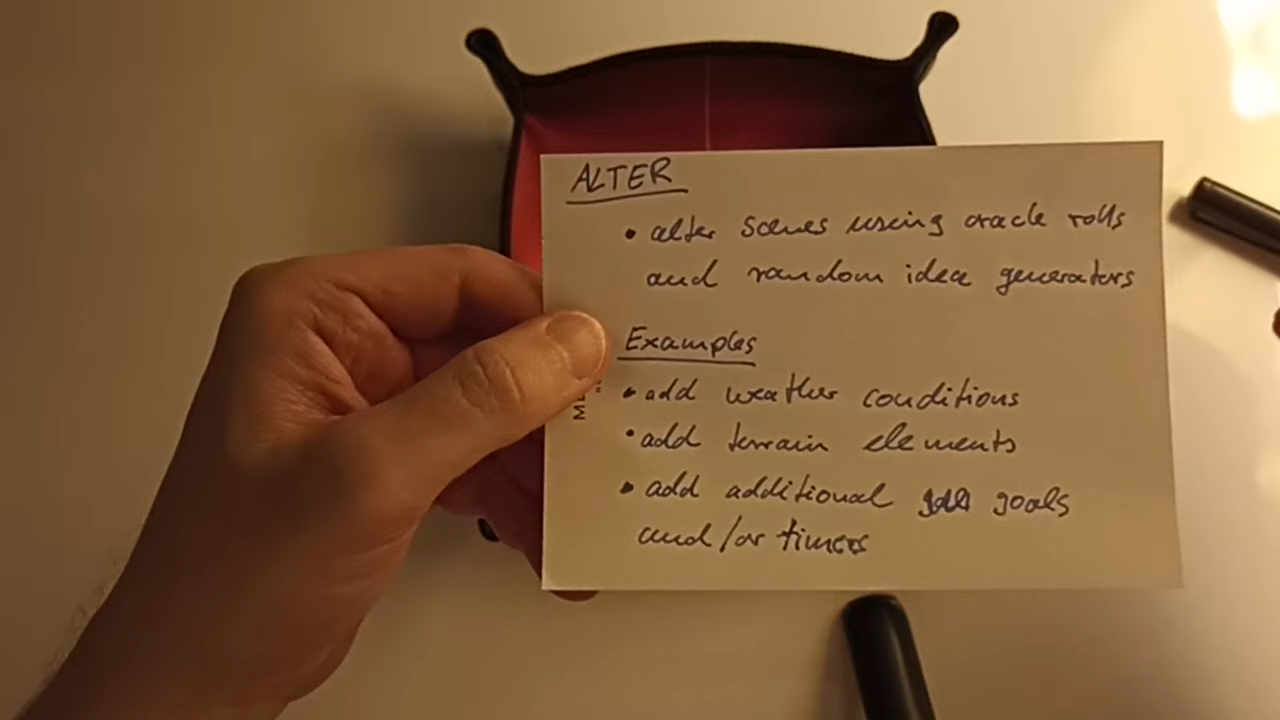 ALTER
• alter scenes using oracle rolls
and random idea generators
Examples
• add weather conditions
• add terrain elements
• add additional goals
and/or timers